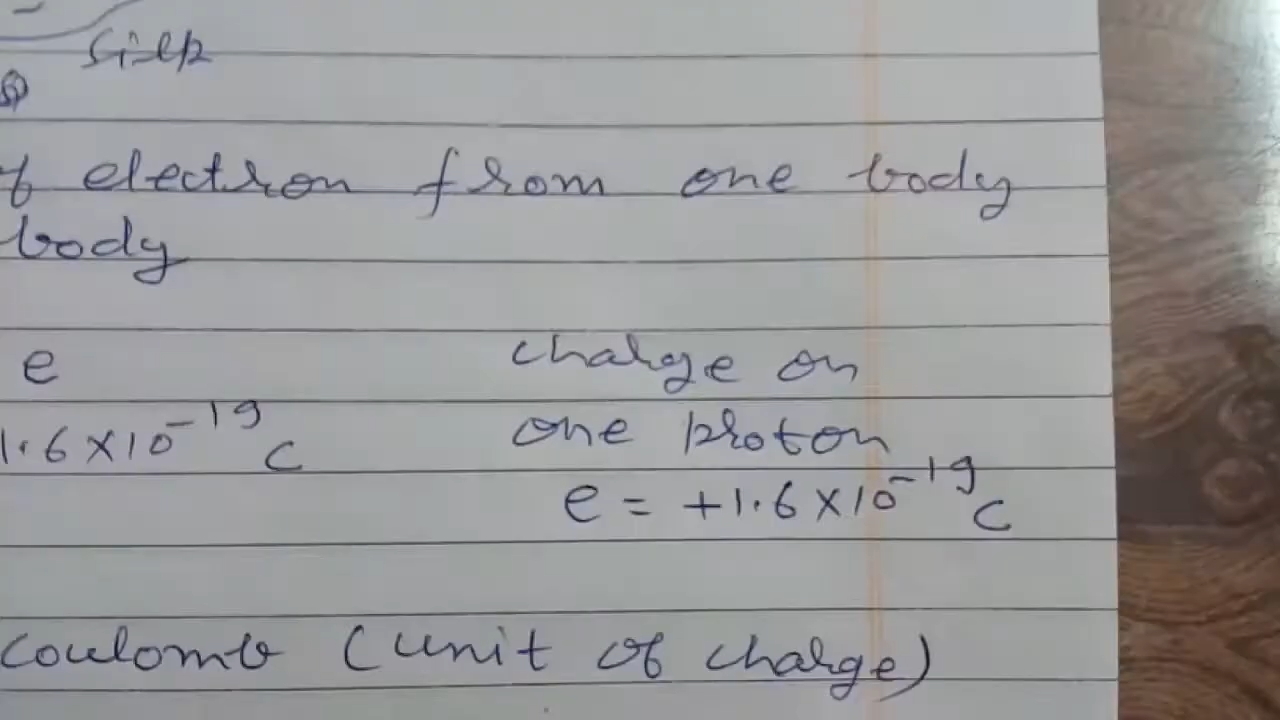 silk
of electron from one body
body
e
1.6 × 10⁻¹⁹ C
charge on
one proton
e = +1.6 × 10⁻¹⁹ C
Coulomb (unit of charge)